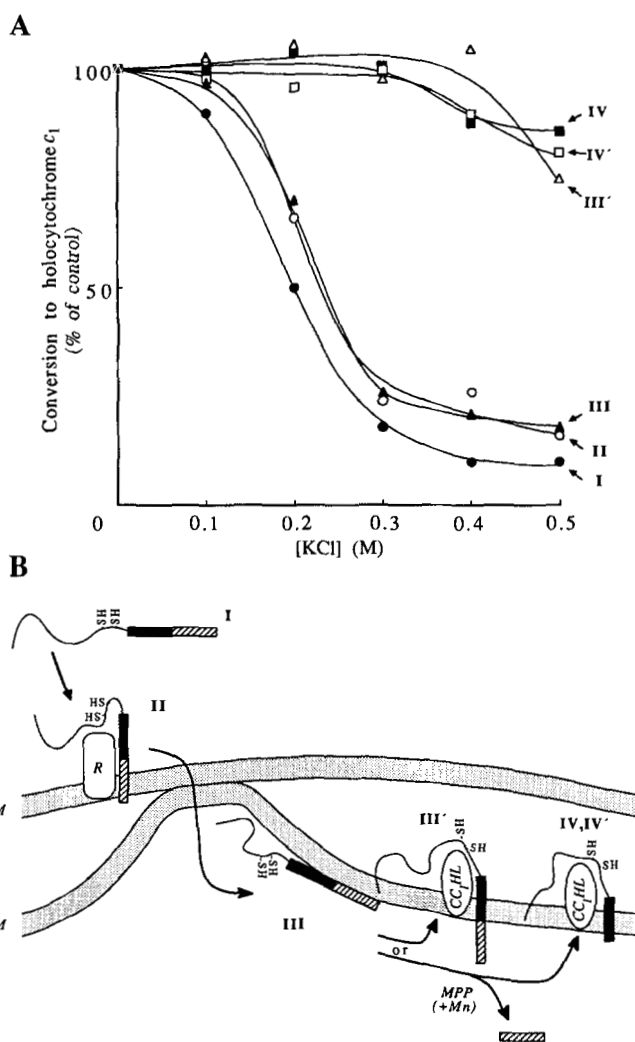 A
Conversion to holocytochrome c₁
(% of control)
100
50
0
0.1
0.2
0.3
0.4
0.5
[KCl] (M)
IV
IV´
III´
III
II
I
B
SH
SH
I
HS
HS
II
R
M
III´
SH
SH
IV,IV´
SH
SH
HS
HS
CC₁HL
CC₁HL
III
M
or
MPP
(+Mn)